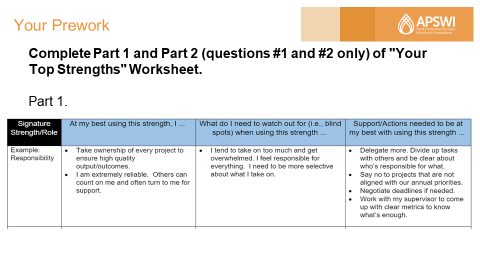 Your Prework
APSWI
Complete Part 1 and Part 2 (questions #1 and #2 only) of "Your
Top Strengths" Worksheet.
Part 1.
Signature
Strength/Role
At my best using this strength, I ...
What do I need to watch out for (i.e., blind
spots) when using this strength ...
Support/Actions needed to be at
my best with using this strength ...
Example:
Responsibility
• Take ownership of every project to
ensure high quality
output/outcomes.
• I am extremely reliable. Others can
count on me and often turn to me for
support.
• I tend to take on too much and get
overwhelmed. I feel responsible for
everything. I need to be more selective
about what I take on.
• Delegate more. Divide up tasks
with others and be clear about
who's responsible for what.
• Say no to projects that are not
aligned with our annual priorities.
• Negotiate deadlines if needed.
• Work with my supervisor to come
up with clear metrics to know
what's enough.